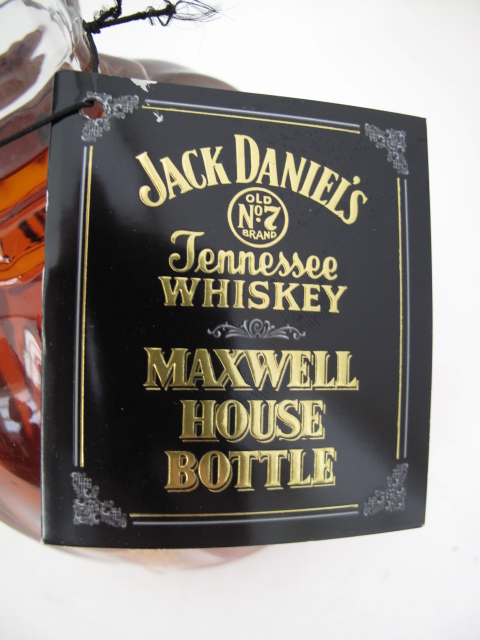 JACK DANIEL'S
OLD
Nº7
BRAND
Tennessee
WHISKEY
MAXWELL
HOUSE
BOTTLE